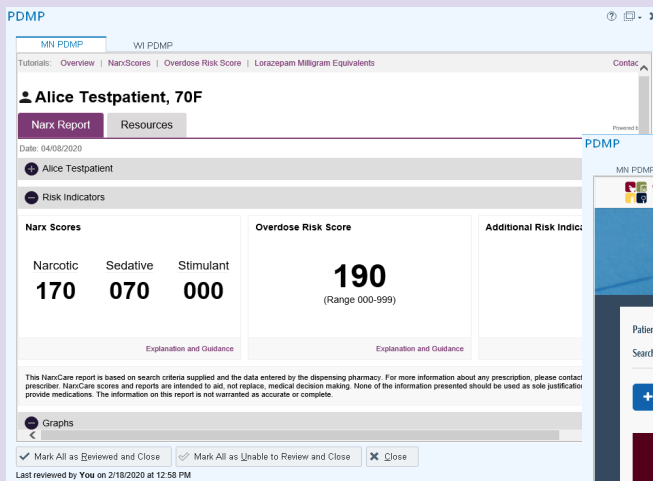 PDMP
MN PDMP WI PDMP
Tutorials: Overview | NarxScores | Overdose Risk Score | Lorazepam Milligram Equivalents
Alice Testpatient, 70F
Narx Report Resources
Powered b
Date: 04/08/2020
Alice Testpatient
Risk Indicators
Narx Scores
Narcotic Sedative Stimulant
170 070 000
Explanation and Guidance
Overdose Risk Score
190
(Range 000-999)
Explanation and Guidance
Additional Risk Indica
This NarxCare report is based on search criteria supplied and the data entered by the dispensing pharmacy. For more information about any prescription, please contact
prescriber. NarxCare scores and reports are intended to aid, not replace, medical decision making. None of the information presented should be used as sole justificatio
provide medications. The information on this report is not warranted as accurate or complete.
Graphs
Mark All as Reviewed and Close Mark All as Unable to Review and Close Close
Last reviewed by You on 2/18/2020 at 12:58 PM
PDMP
MN PDMP
Patie
Search